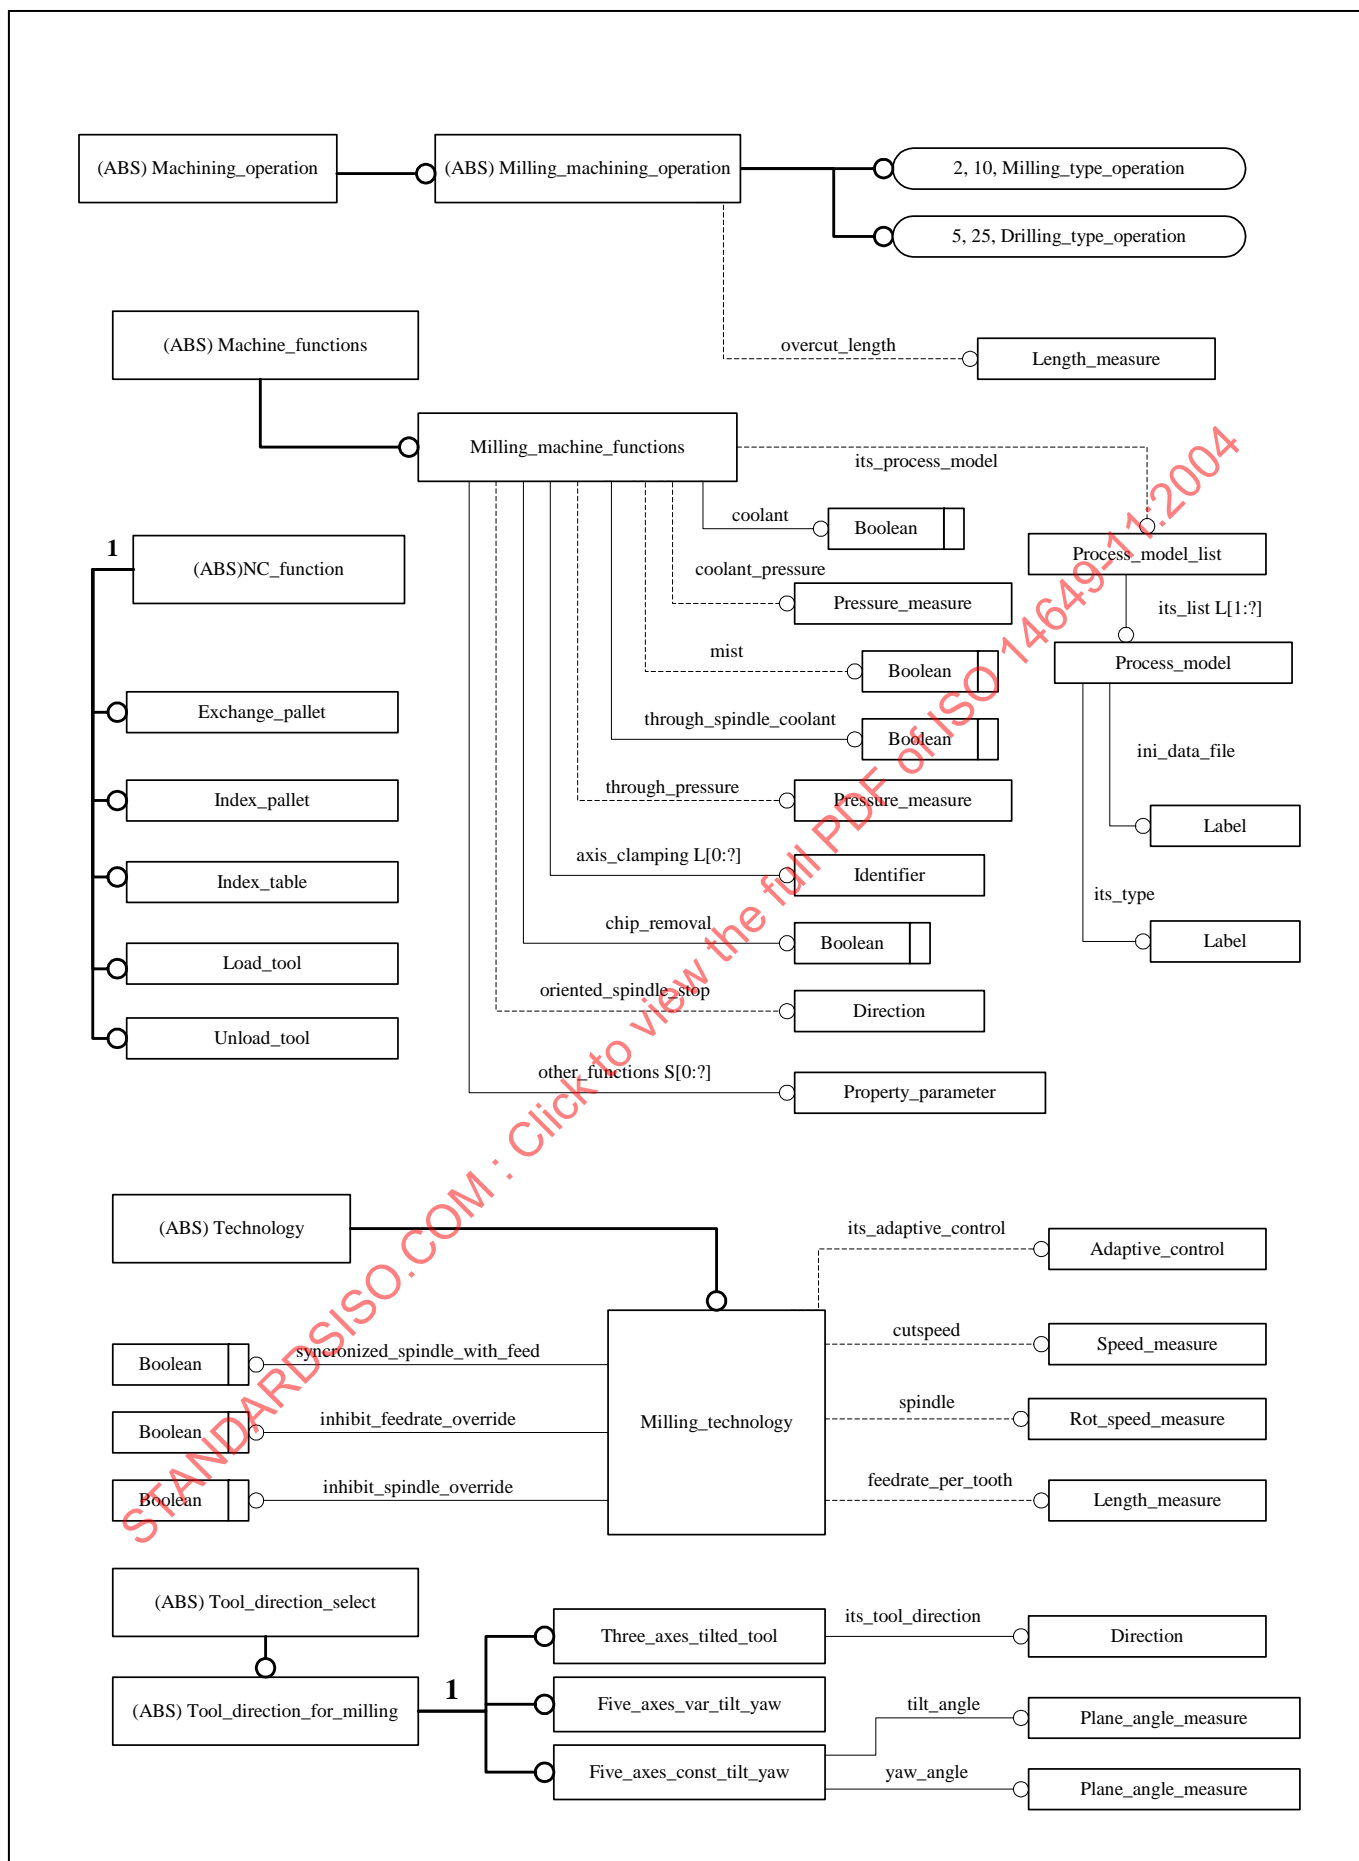 (ABS) Machining_operation
(ABS) Milling_machining_operation
2, 10, Milling_type_operation
5, 25, Drilling_type_operation
(ABS) Machine_functions
overcut_length
Length_measure
Milling_machine_functions
its_process_model
coolant
Boolean
Process_model_list
1
(ABS)NC_function
coolant_pressure
Pressure_measure
its_list L[1:?]
mist
Boolean
Process_model
Exchange_pallet
through_spindle_coolant
Boolean
ini_data_file
Index_pallet
through_pressure
Pressure_measure
Label
Index_table
axis_clamping L[0:?]
Identifier
its_type
chip_removal
Boolean
Label
Load_tool
oriented_spindle_stop
Direction
Unload_tool
other_functions S[0:?]
Property_parameter
(ABS) Technology
its_adaptive_control
Adaptive_control
syncronized_spindle_with_feed
Boolean
cutspeed
Speed_measure
inhibit_feedrate_override
Boolean
Milling_technology
spindle
Rot_speed_measure
inhibit_spindle_override
Boolean
feedrate_per_tooth
Length_measure
(ABS) Tool_direction_select
Three_axes_tilted_tool
its_tool_direction
Direction
(ABS) Tool_direction_for_milling
1
Five_axes_var_tilt_yaw
tilt_angle
Plane_angle_measure
Five_axes_const_tilt_yaw
yaw_angle
Plane_angle_measure
STANDARDSISO.COM : Click to view the full PDF of ISO 14649-11:2004